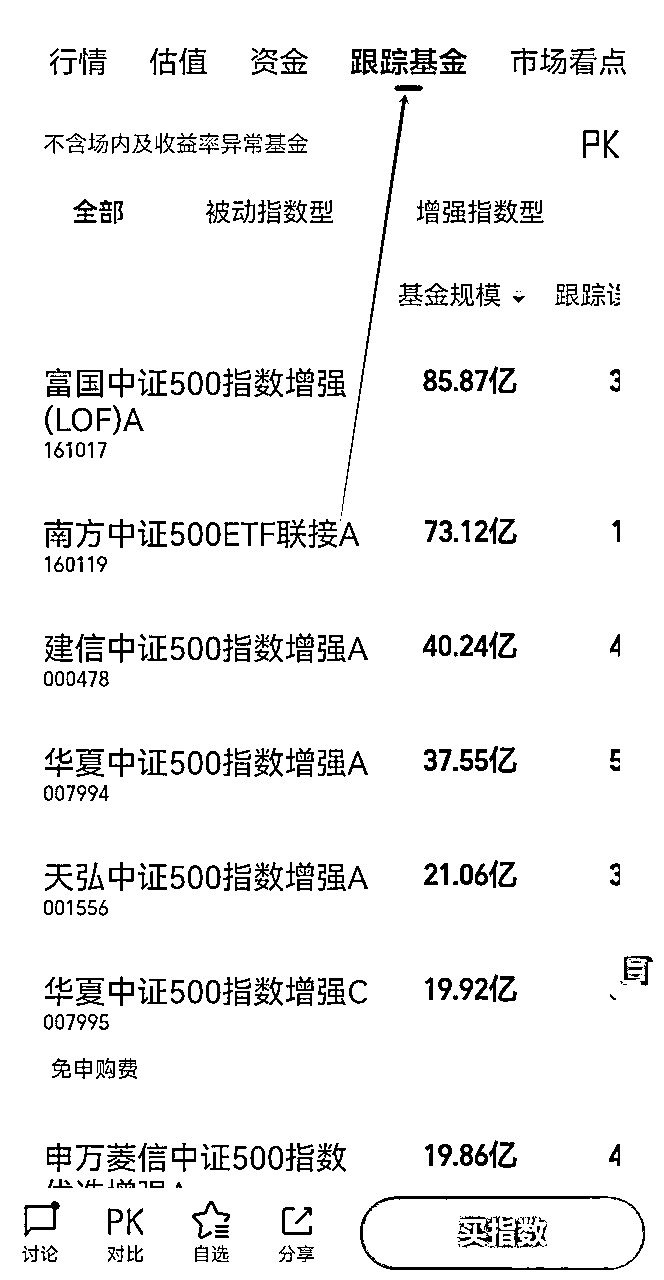 行情 估值 资金 跟踪基金 市场看点
不含场内及收益率异常基金 PK
全部 被动指数型 增强指数型
基金规模 跟踪
富国中证500指数增强 85.87亿 3
(LOF)A
161017
南方中证500ETF联接A 73.12亿 1
160119
建信中证500指数增强A 40.24亿 4
000478
华夏中证500指数增强A 37.55亿 5
007994
天弘中证500指数增强A 21.06亿 3
001556
华夏中证500指数增强C 19.92亿
007995
免申购费
申万菱信中证500指数 19.86亿 4
PK 买指数
讨论 对比 自选 分享